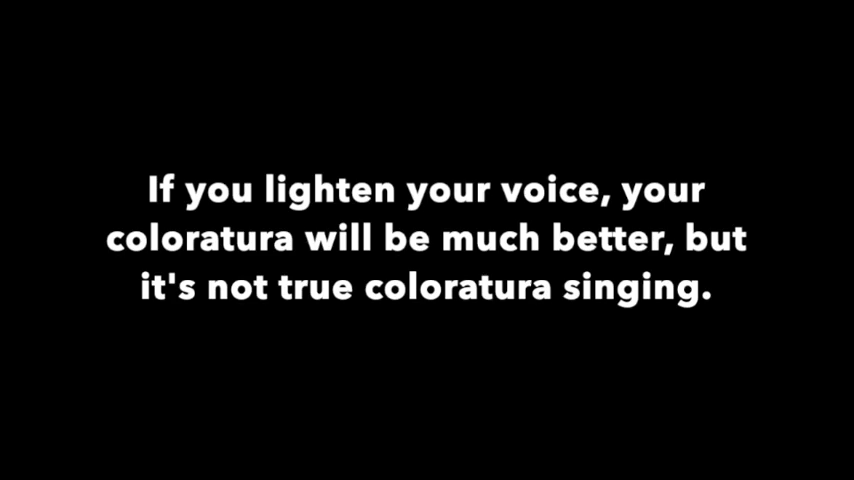 If you lighten your voice, your
coloratura will be much better, but
it's not true coloratura singing.